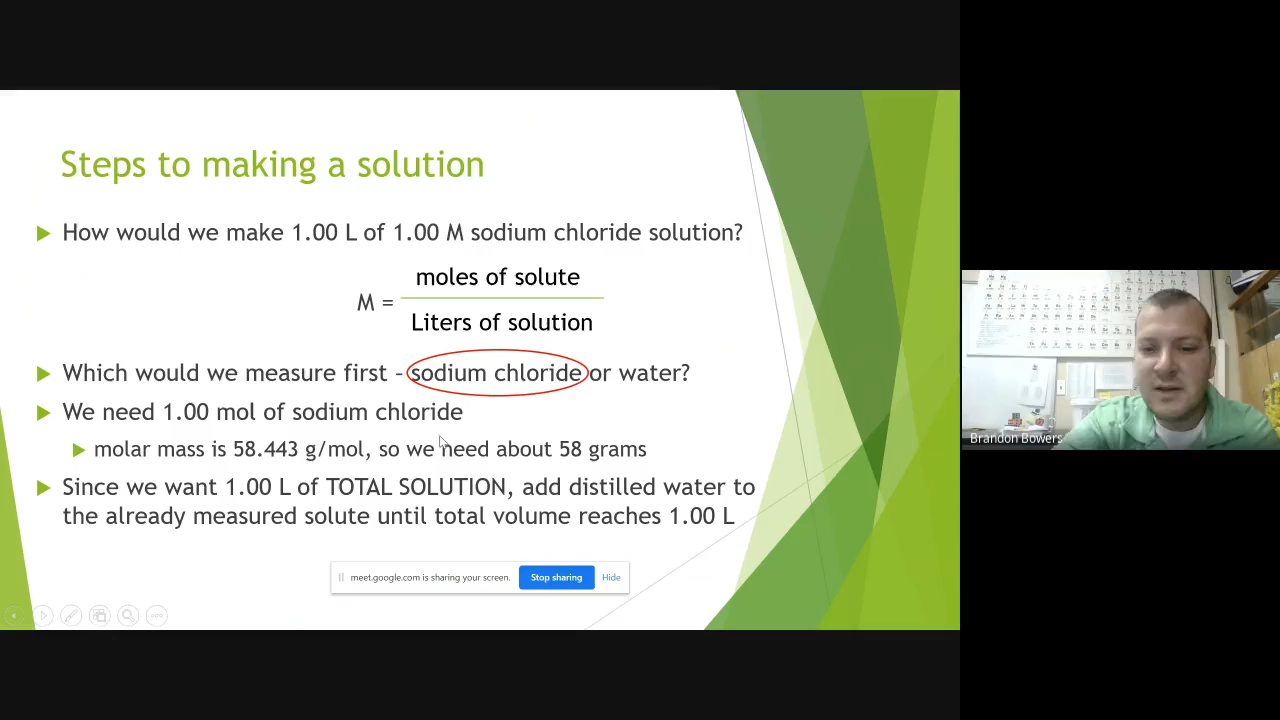 Steps to making a solution
How would we make 1.00 L of 1.00 M sodium chloride solution?
moles of solute
M =
Liters of solution
Which would we measure first – sodium chloride or water?
We need 1.00 mol of sodium chloride
molar mass is 58.443 g/mol, so we need about 58 grams
Since we want 1.00 L of TOTAL SOLUTION, add distilled water to
the already measured solute until total volume reaches 1.00 L
meet.google.com is sharing your screen.
Stop sharing
Hide
Brandon Bowers